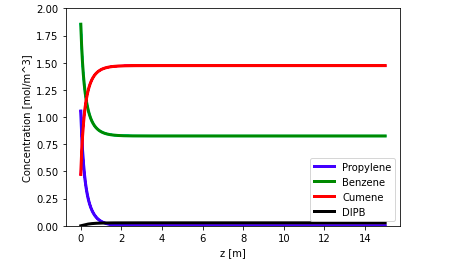 2.00
1.75
1.50
1.25
1.00
0.75
0.50
0.25
0.00
Concentration [mol/m^3]
Propylene
Benzene
Cumene
DIPB
0 2 4 6 8 10 12 14
z [m]